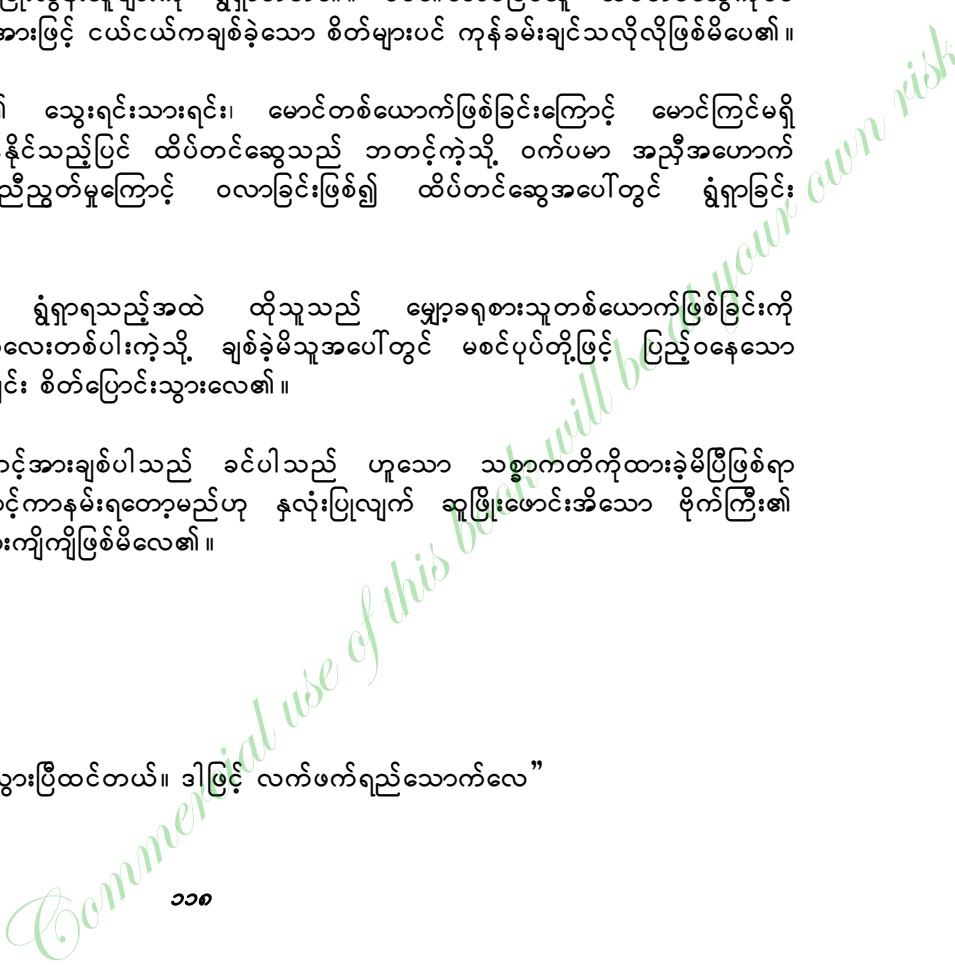 အားဖြင့် ငယ်ငယ်ကချစ်ခဲ့သော စိတ်များပင် ကုန်ခမ်းချင်သလိုလိုဖြစ်မိပေ၏။
၏ သွေးရင်းသားရင်း၊ မောင်တစ်ယောက်ဖြစ်ခြင်းကြောင့် မောင်ကြင်မရှိ
နိုင်သည့်ပြင် ထိပ်တင်ဆွေသည် ဘတင့်ကဲ့သို့ ဝက်ပမာ အညှီအဟောက်
ညီညွတ်မှုကြောင့် ဝလာခြင်းဖြစ်၍ ထိပ်တင်ဆွေအပေါ်တွင် ရွံရှာခြင်း
ရွံရှာရသည့်အထဲ ထိုသူသည် မျှော့ခရုစားသူတစ်ယောက်ဖြစ်ခြင်းကို
လေးတစ်ပါးကဲ့သို့ ချစ်ခဲ့မိသူအပေါ်တွင် မစင်ပုပ်တို့ဖြင့် ပြည့်ဝနေသော
စိတ်ပြောင်းသွားလေ၏။
င့်အားချစ်ပါသည် ခင်ပါသည် ဟူသော သစ္စာကတိကိုထားခဲ့မိပြီဖြစ်ရာ
င့်ကာနမ်းရတော့မည်ဟု နှလုံးပြုလျက် ဆူဖြိုးဖောင်းအိသော ဗိုက်ကြီး၏
ကျိကျိဖြစ်မိလေ၏။
သွားပြီထင်တယ်။ ဒါဖြင့် လက်ဖက်ရည်သောက်လေ”
၁၁၈
Commercial use of this book will be at your own risk